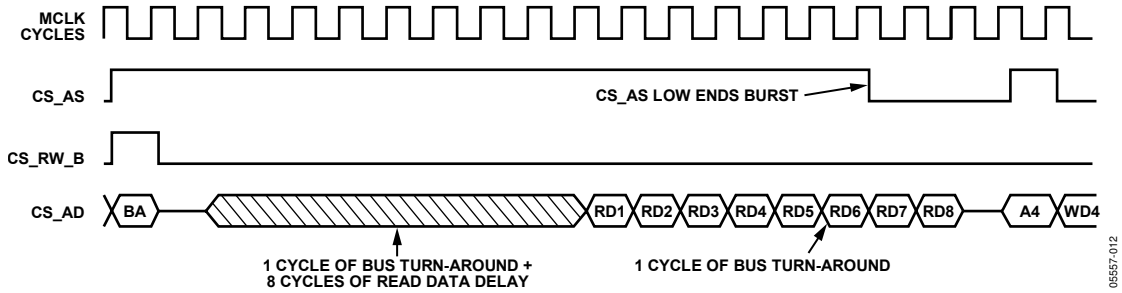 MCLK
CYCLES
CS_AS
CS_AS LOW ENDS BURST
CS_RW_B
CS_AD
BA
RD1
RD2
RD3
RD4
RD5
RD6
RD7
RD8
A4
WD4
1 CYCLE OF BUS TURN-AROUND +
8 CYCLES OF READ DATA DELAY
1 CYCLE OF BUS TURN-AROUND
05557-012